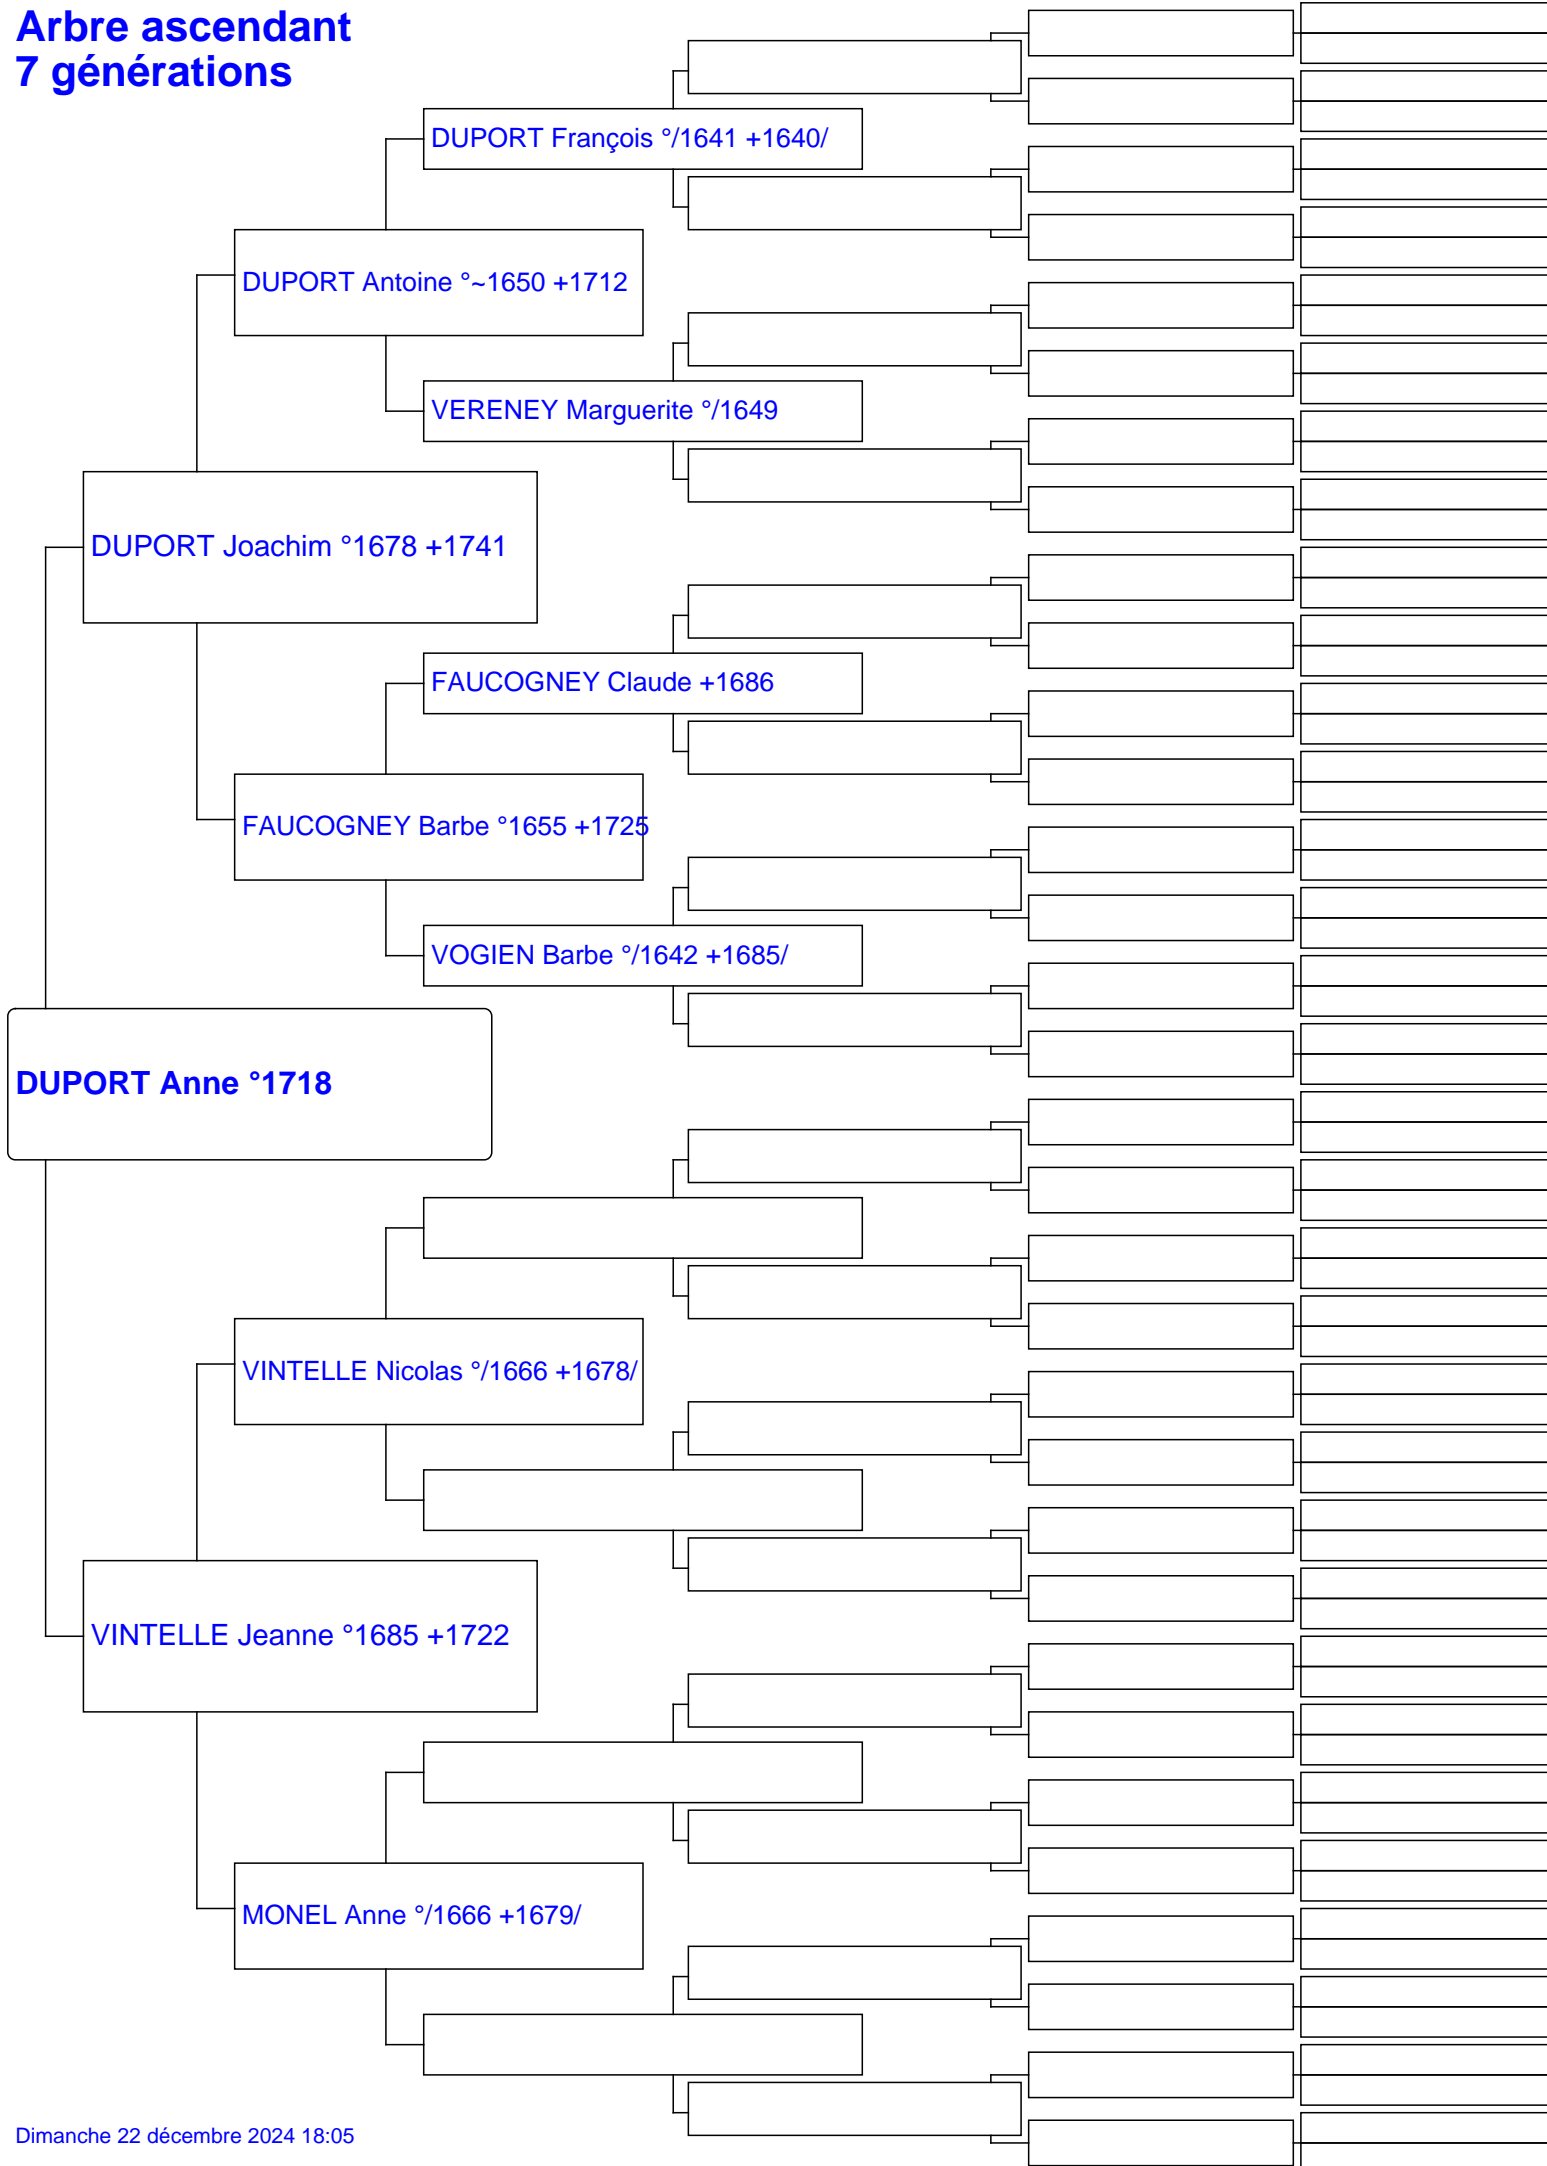 Arbre ascendant
7 générations
DUPORT François °/1641 +1640/
DUPORT Antoine °~1650 +1712
VERENEY Marguerite °/1649
DUPORT Joachim °1678 +1741
FAUCOGNEY Claude +1686
FAUCOGNEY Barbe °1655 +1725
VOGIEN Barbe °/1642 +1685/
DUPORT Anne °1718
VINTELLE Nicolas °/1666 +1678/
VINTELLE Jeanne °1685 +1722
MONEL Anne °/1666 +1679/
Dimanche 22 décembre 2024 18:05